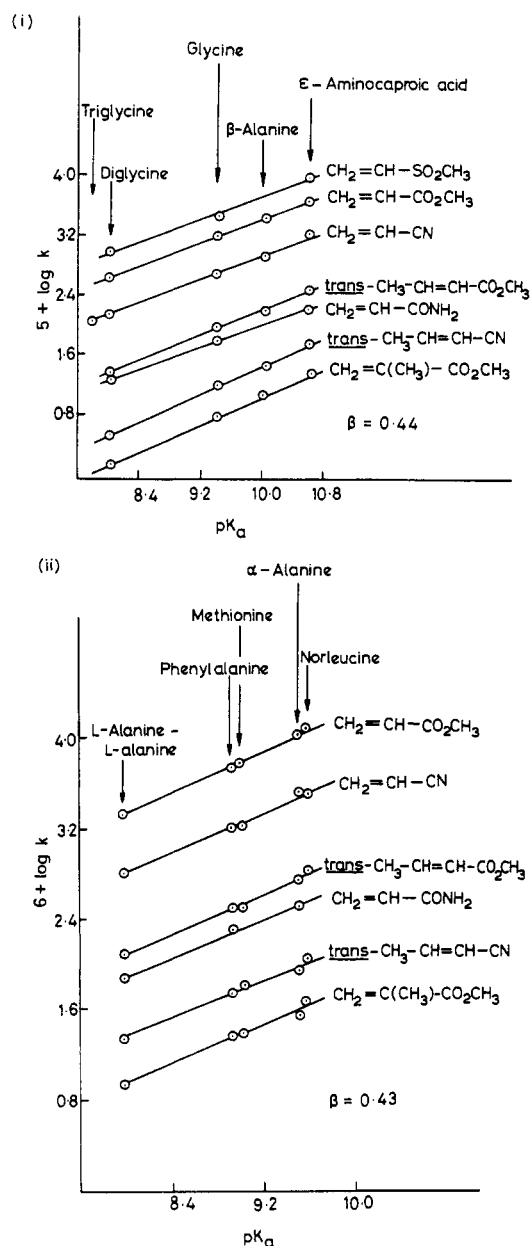 (i)
Glycine
ε-Aminocaproic acid
Triglycine
β-Alanine
Diglycine
4·0
CH₂=CH-SO₂CH₃
CH₂=CH-CO₂CH₃
3·2
CH₂=CH-CN
2·4
trans-CH₃-CH=CH-CO₂CH₃
CH₂=CH-CONH₂
1·6
trans-CH₃-CH=CH-CN
CH₂=C(CH₃)-CO₂CH₃
0·8
β = 0·44
5 + log k
8·4 9·2 10·0 10·8
pKₐ
(ii)
α-Alanine
Methionine
Norleucine
Phenylalanine
L-Alanine-
L-alanine
4·0
CH₂=CH-CO₂CH₃
CH₂=CH-CN
3·2
trans-CH₃-CH=CH-CO₂CH₃
2·4
CH₂=CH-CONH₂
trans-CH₃-CH=CH-CN
1·6
CH₂=C(CH₃)-CO₂CH₃
0·8
β = 0·43
6 + log k
8·4 9·2 10·0
pKₐ